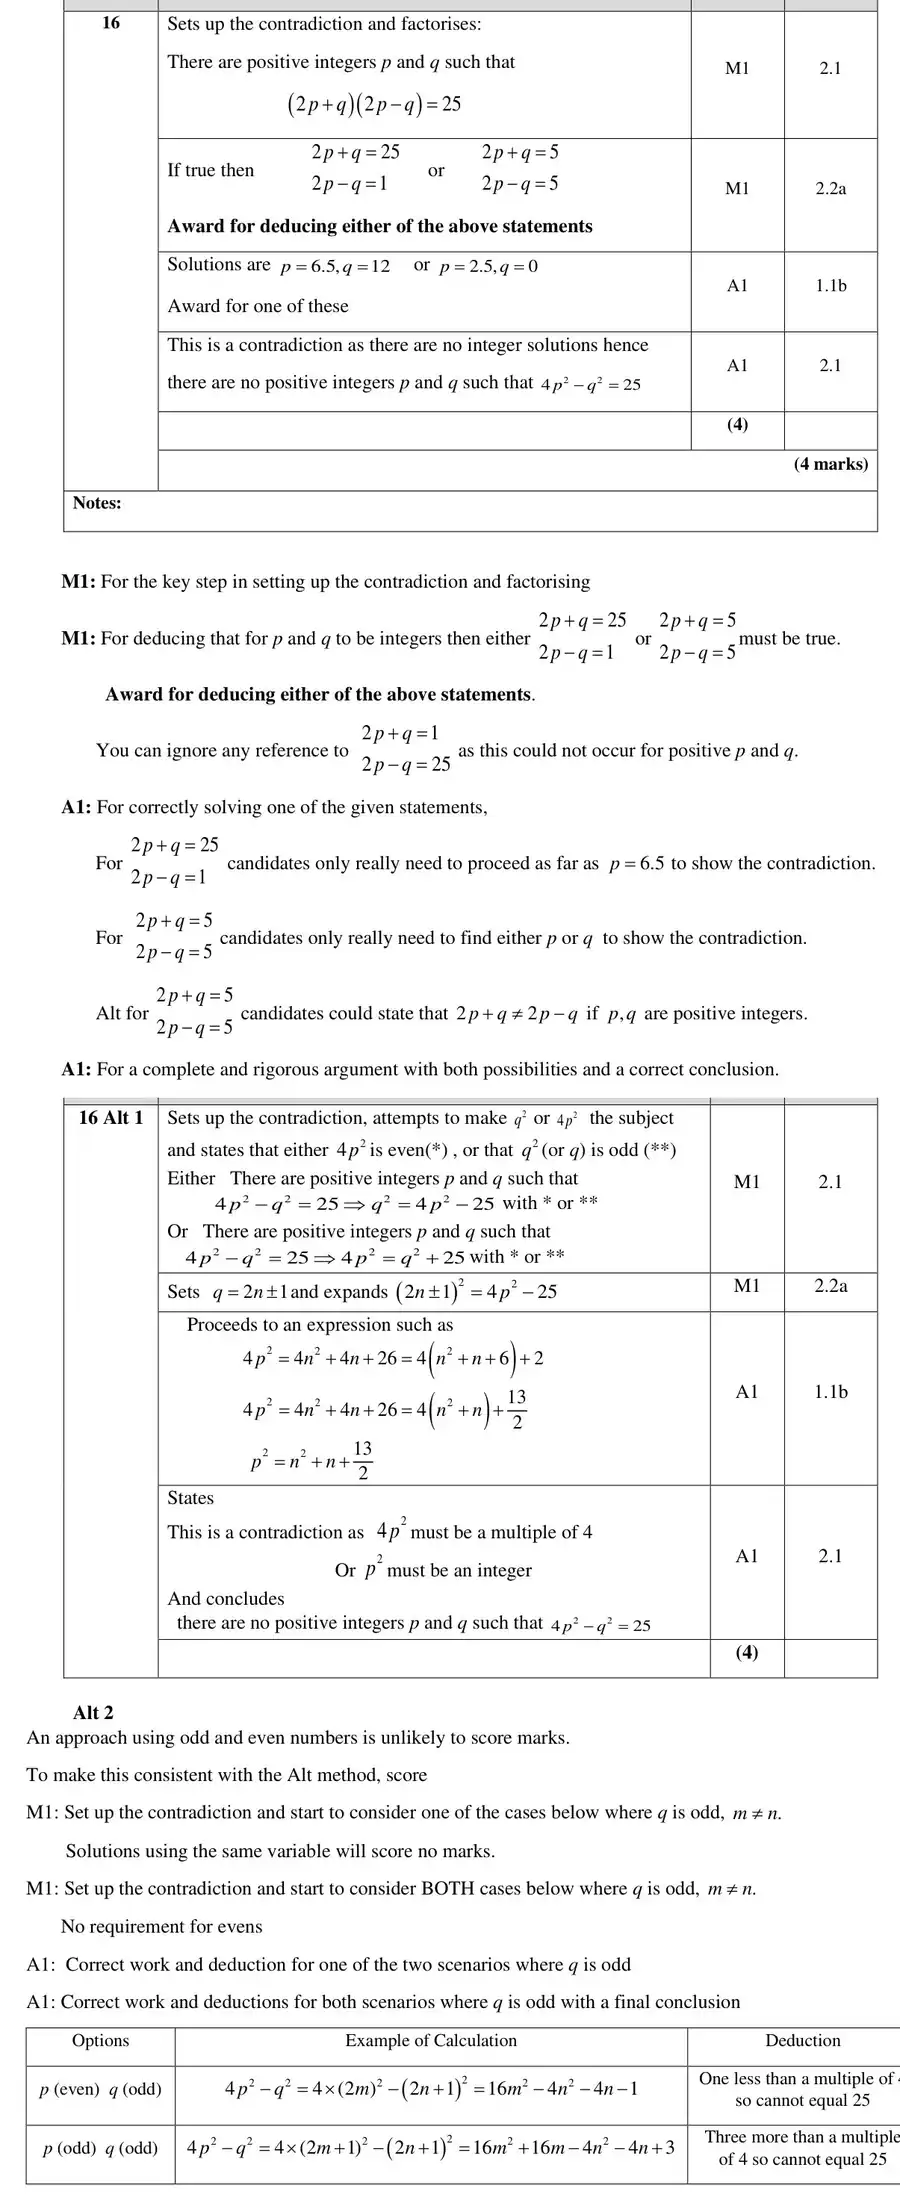 16 Sets up the contradiction and factorises:
There are positive integers p and q such that
(2p+q)(2p−q)=25
M1 2.1
2p+q=25 2p+q=5
If true then or
2p−q=1 2p−q=5
M1 2.2a
Award for deducing either of the above statements
Solutions are p=6.5,q=12 or p=2.5,q=0
Award for one of these
A1 1.1b
This is a contradiction as there are no integer solutions hence
there are no positive integers p and q such that 4p²−q²=25
A1 2.1
(4)
(4 marks)
Notes:
M1: For the key step in setting up the contradiction and factorising
2p+q=25 2p+q=5
M1: For deducing that for p and q to be integers then either or must be true.
2p−q=1 2p−q=5
Award for deducing either of the above statements.
2p+q=1
You can ignore any reference to as this could not occur for positive p and q.
2p−q=25
A1: For correctly solving one of the given statements,
2p+q=25
For candidates only really need to proceed as far as p=6.5 to show the contradiction.
2p−q=1
2p+q=5
For candidates only really need to find either p or q to show the contradiction.
2p−q=5
2p+q=5
Alt for candidates could state that 2p+q≠2p−q if p,q are positive integers.
2p−q=5
A1: For a complete and rigorous argument with both possibilities and a correct conclusion.
16 Alt 1 Sets up the contradiction, attempts to make q² or 4p² the subject
and states that either 4p² is even(*) , or that q² (or q) is odd (**)
Either There are positive integers p and q such that
4p²−q²=25⇒q²=4p²−25 with * or **
Or There are positive integers p and q such that
4p²−q²=25⇒4p²=q²+25 with * or **
M1 2.1
Sets q=2n±1 and expands (2n±1)²=4p²−25
M1 2.2a
Proceeds to an expression such as
4p²=4n²+4n+26=4(n²+n+6)+2
4p²=4n²+4n+26=4(n²+n)+13/2
p²=n²+n+13/2
A1 1.1b
States
This is a contradiction as 4p² must be a multiple of 4
Or p² must be an integer
And concludes
there are no positive integers p and q such that 4p²−q²=25
A1 2.1
(4)
Alt 2
An approach using odd and even numbers is unlikely to score marks.
To make this consistent with the Alt method, score
M1: Set up the contradiction and start to consider one of the cases below where q is odd, m≠n.
Solutions using the same variable will score no marks.
M1: Set up the contradiction and start to consider BOTH cases below where q is odd, m≠n.
No requirement for evens
A1: Correct work and deduction for one of the two scenarios where q is odd
A1: Correct work and deductions for both scenarios where q is odd with a final conclusion
Options Example of Calculation Deduction
p (even) q (odd) 4p²−q²=4×(2m)²−(2n+1)²=16m²−4n²−4n−1 One less than a multiple of 4
so cannot equal 25
p (odd) q (odd) 4p²−q²=4×(2m+1)²−(2n+1)²=16m²+16m−4n²−4n+3 Three more than a multiple
of 4 so cannot equal 25